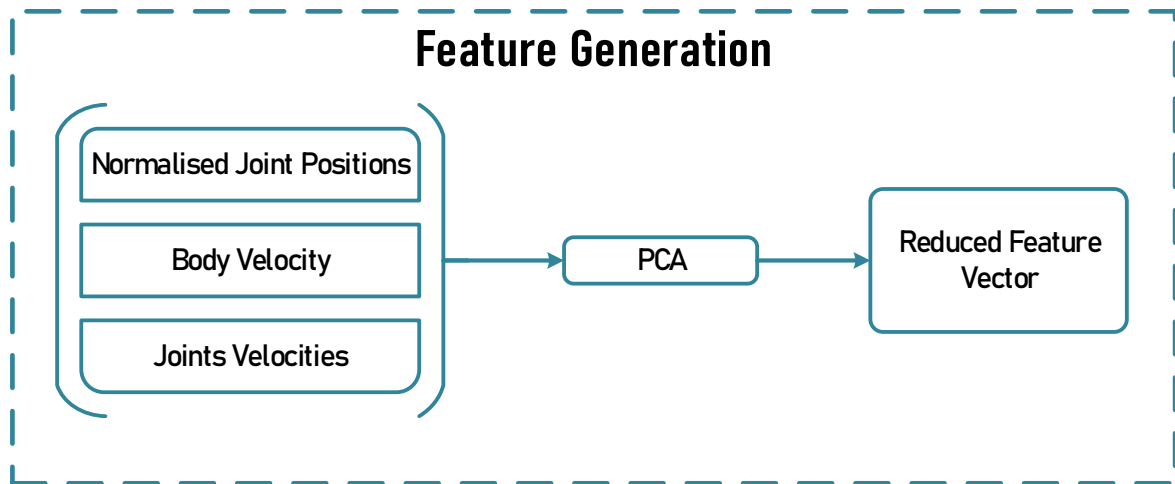 Feature Generation
Normalised Joint Positions
Body Velocity
Joints Velocities
PCA
Reduced Feature
Vector